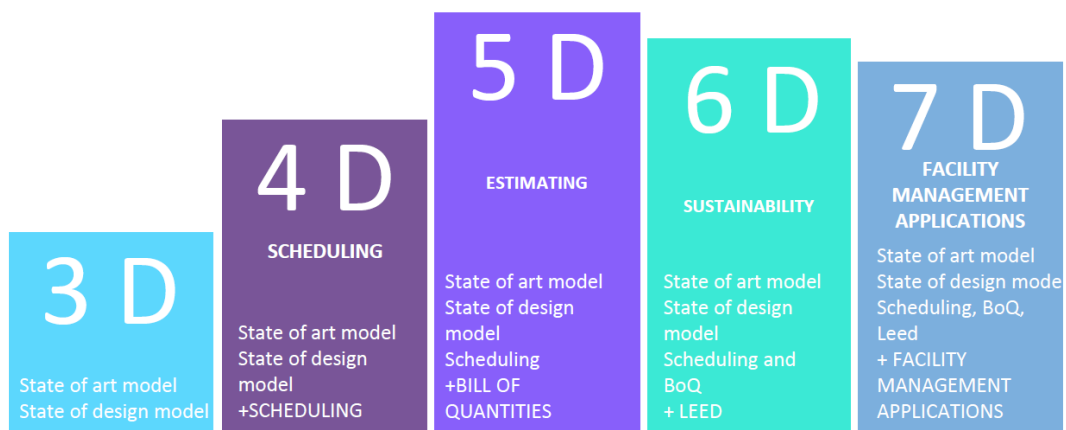 3 D
State of art model
State of design model
4 D
SCHEDULING
State of art model
State of design
model
+SCHEDULING
5 D
ESTIMATING
State of art model
State of design
model
Scheduling
+BILL OF
QUANTITIES
6 D
SUSTAINABILITY
State of art model
State of design
model
Scheduling and
BoQ
+ LEED
7 D
FACILITY
MANAGEMENT
APPLICATIONS
State of art model
State of design mode
Scheduling, BoQ,
Leed
+ FACILITY
MANAGEMENT
APPLICATIONS